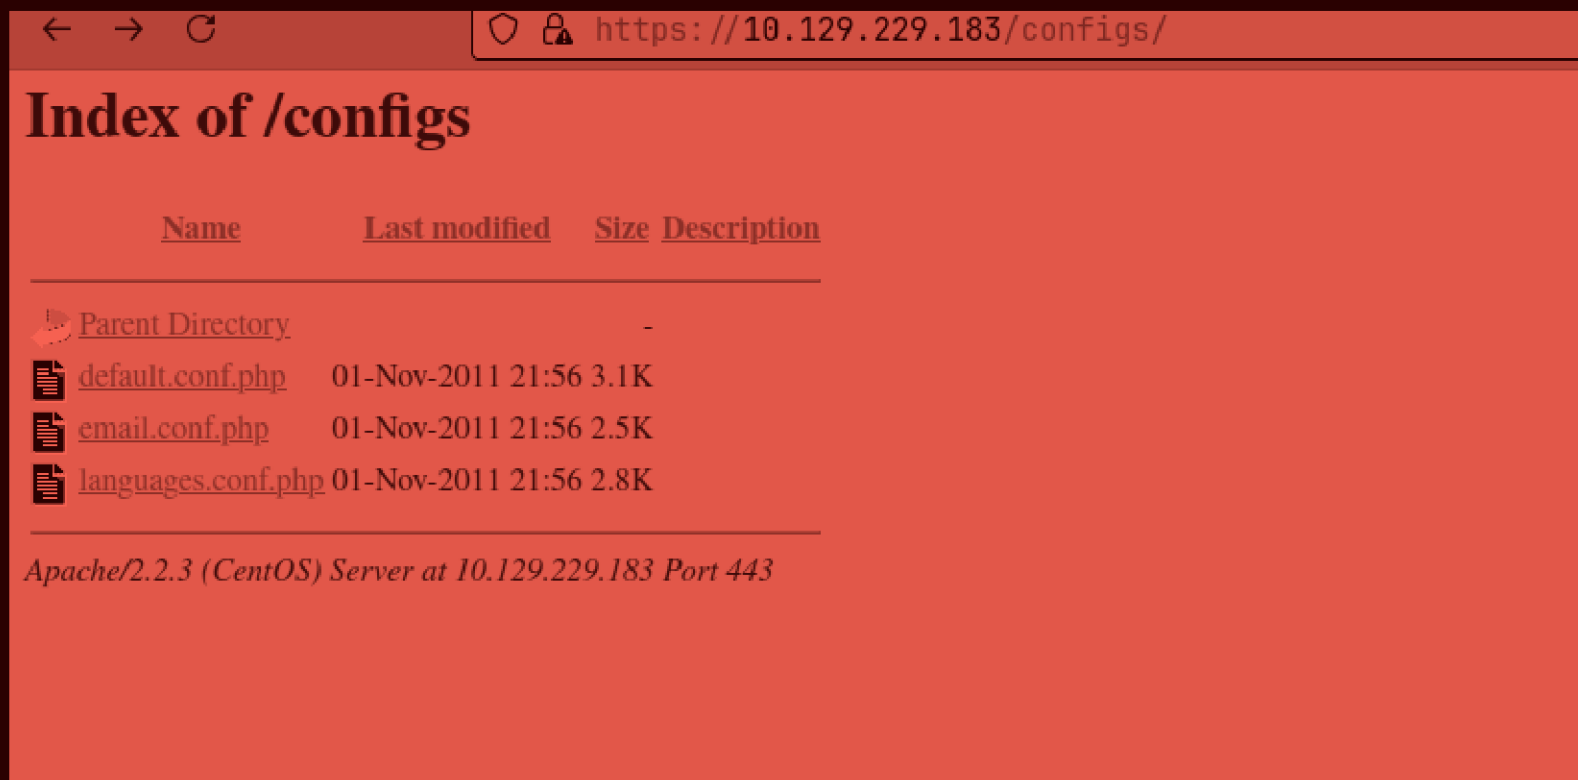 https://10.129.229.183/configs/
Index of /configs
Name Last modified Size Description
Parent Directory -
default.conf.php 01-Nov-2011 21:56 3.1K
email.conf.php 01-Nov-2011 21:56 2.5K
languages.conf.php 01-Nov-2011 21:56 2.8K
Apache/2.2.3 (CentOS) Server at 10.129.229.183 Port 443